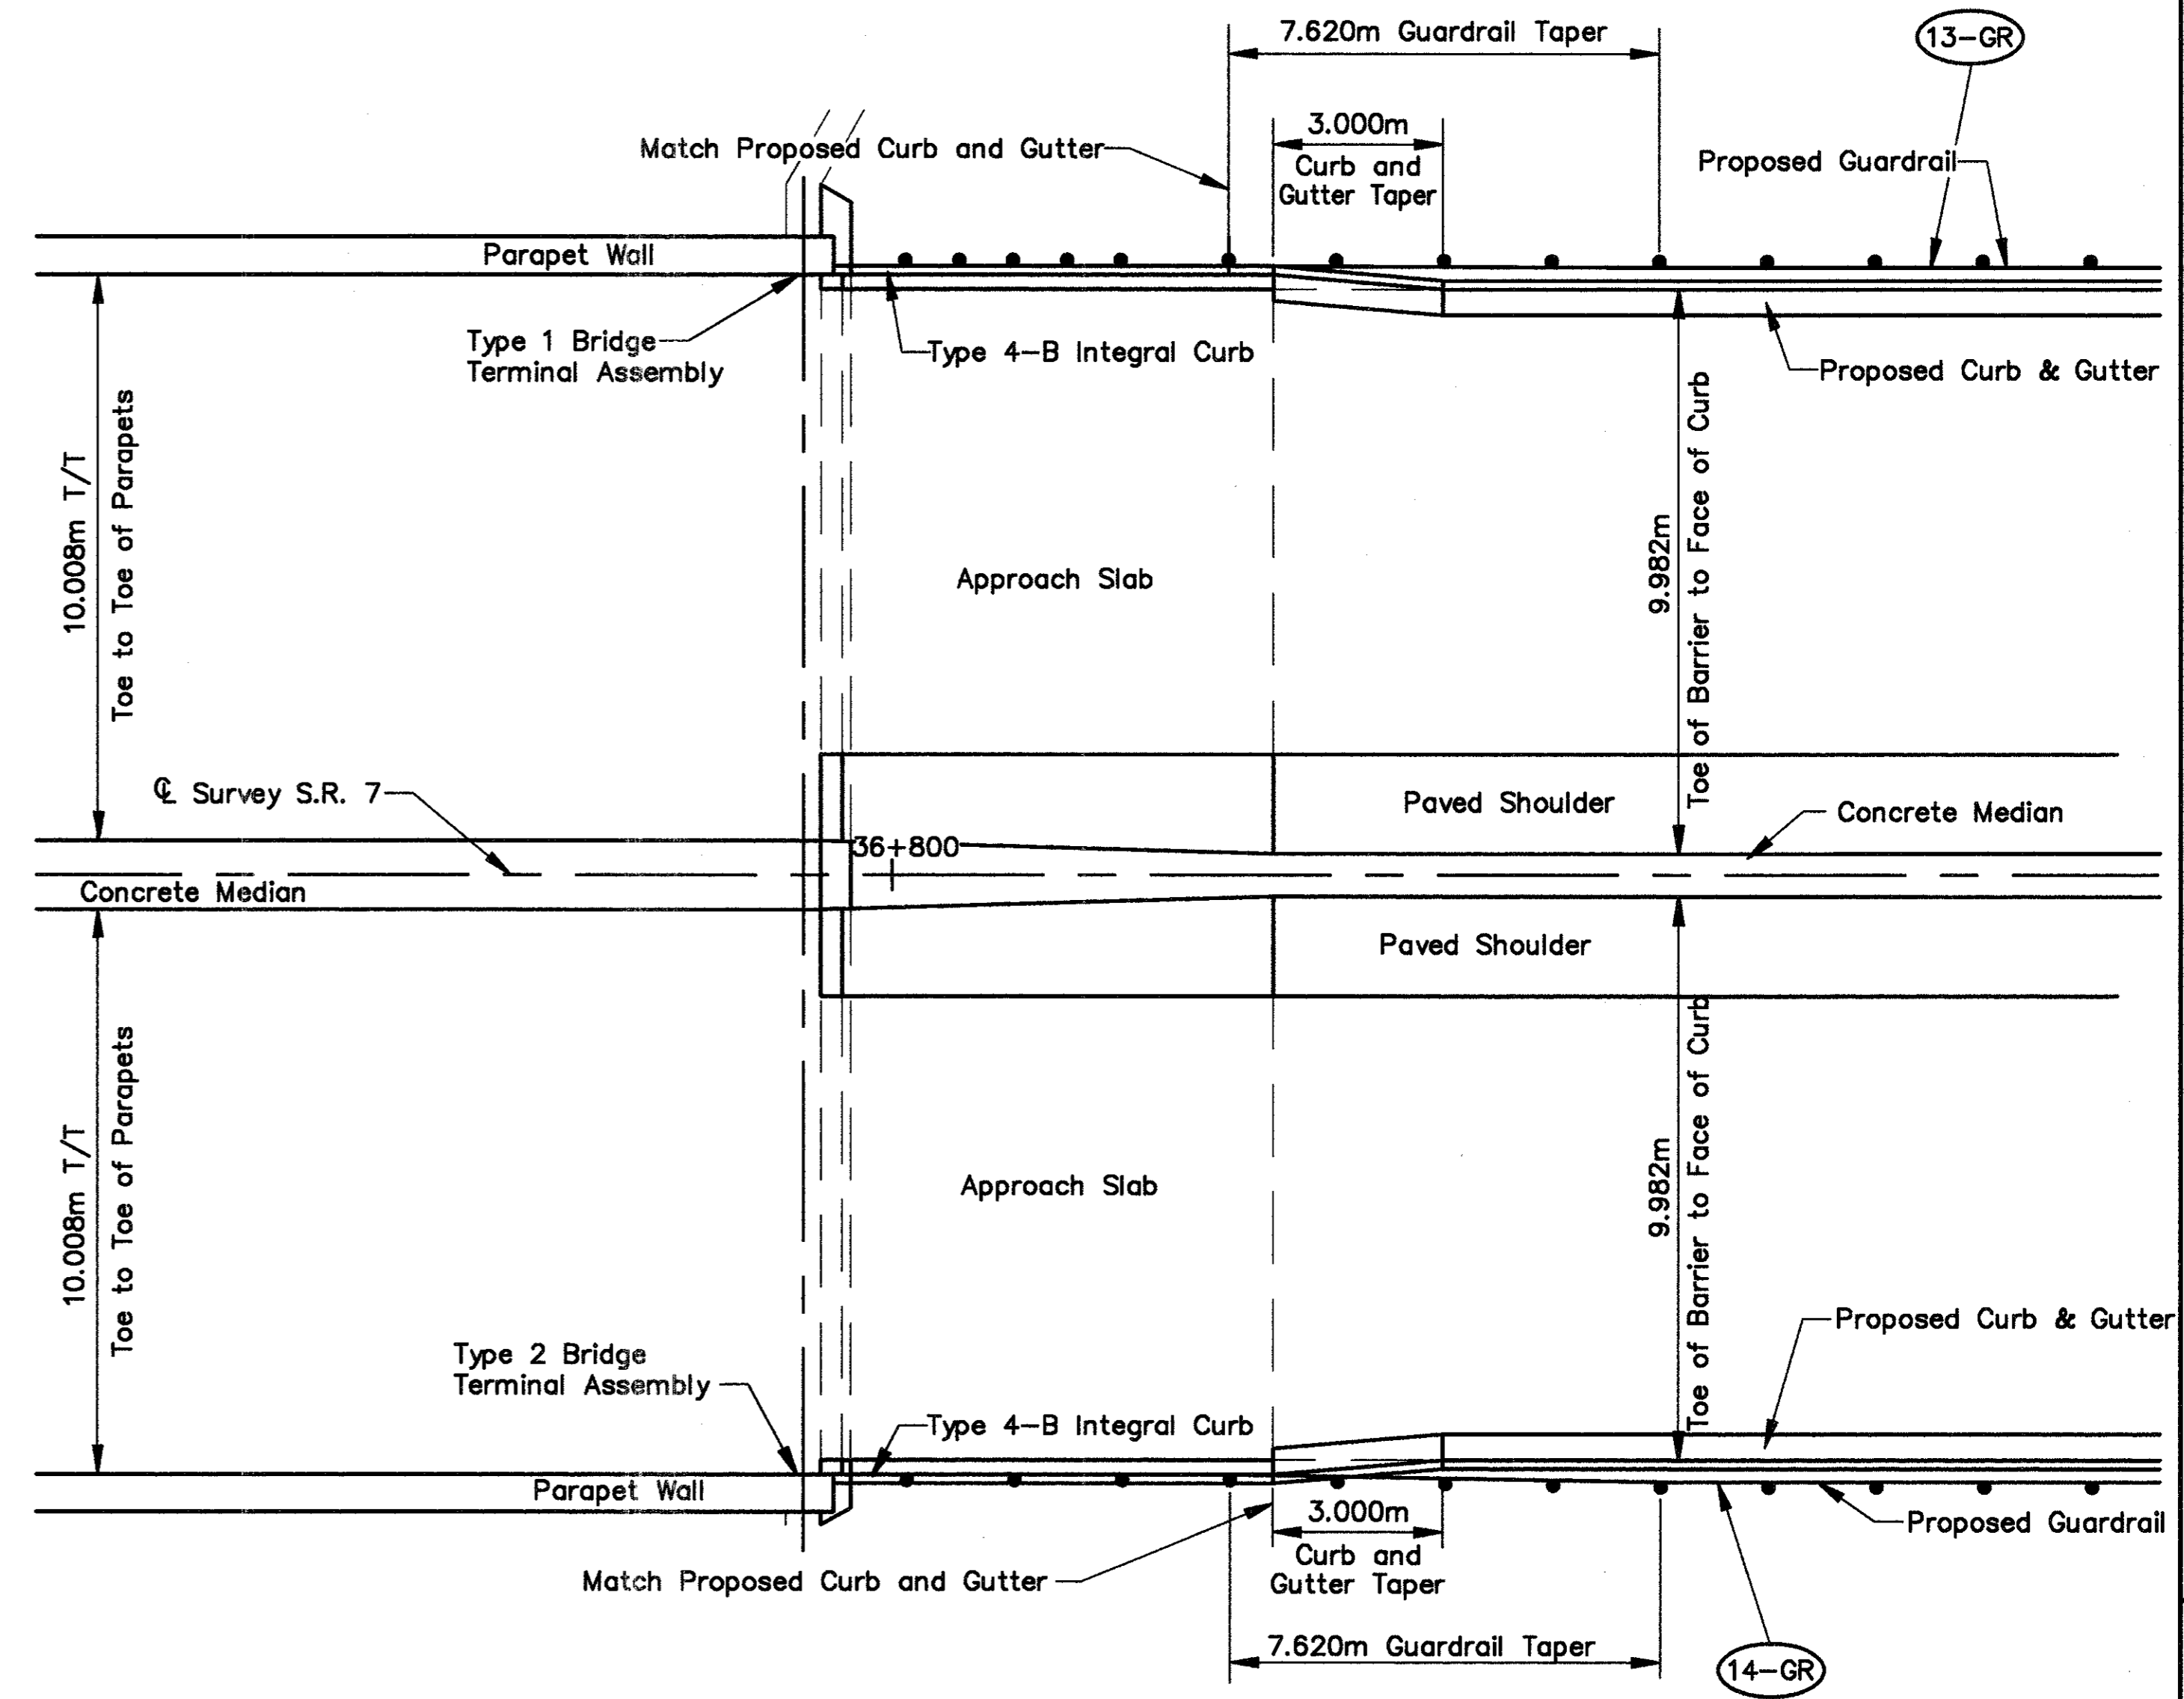 7.620m Guardrail Taper
13-GR
Match Proposed Curb and Gutter
3.000m
Curb and
Gutter Taper
Proposed Guardrail
Parapet Wall
Type 1 Bridge
Terminal Assembly
Type 4-B Integral Curb
Proposed Curb & Gutter
10.008m T/T
Toe to Toe of Parapets
Approach Slab
9.982m
Toe of Barrier to Face of Curb
℄ Survey S.R. 7
Paved Shoulder
Concrete Median
36+800
Concrete Median
Paved Shoulder
10.008m T/T
Toe to Toe of Parapets
Approach Slab
9.982m
Toe of Barrier to Face of Curb
Proposed Curb & Gutter
Type 2 Bridge
Terminal Assembly
Type 4-B Integral Curb
Parapet Wall
3.000m
Curb and
Gutter Taper
Proposed Guardrail
Match Proposed Curb and Gutter
7.620m Guardrail Taper
14-GR